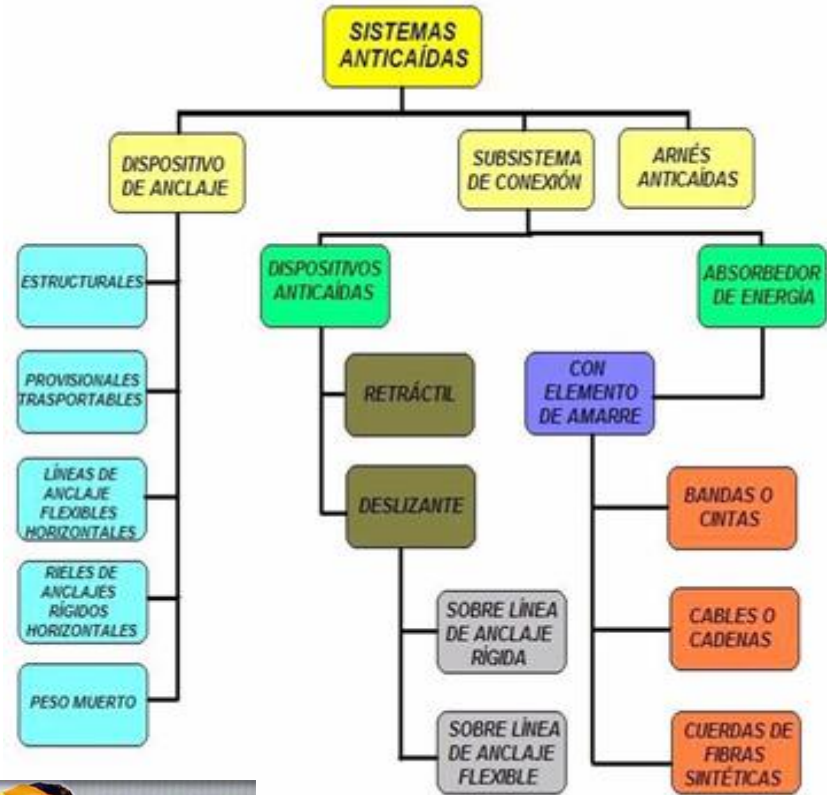 SISTEMAS
ANTICAÍDAS
DISPOSITIVO
DE ANCLAJE
SUBSISTEMA
DE CONEXIÓN
ARNÉS
ANTICAÍDAS
ESTRUCTURALES
PROVISIONALES
TRASPORTABLES
LÍNEAS DE
ANCLAJE
FLEXIBLES
HORIZONTALES
RIELES DE
ANCLAJES
RÍGIDOS
HORIZONTALES
PESO MUERTO
DISPOSITIVOS
ANTICAÍDAS
RETRÁCTIL
DESLIZANTE
SOBRE LÍNEA
DE ANCLAJE
RÍGIDA
SOBRE LÍNEA
DE ANCLAJE
FLEXIBLE
ABSORBEDOR
DE ENERGÍA
CON
ELEMENTO
DE AMARRE
BANDAS O
CINTAS
CABLES O
CADENAS
CUERDAS DE
FIBRAS
SINTÉTICAS